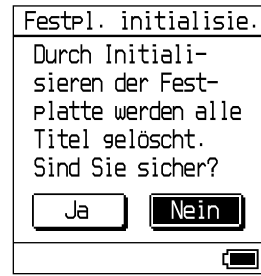 Festpl. initialisie.
Durch Initiali-
sieren der Fest-
platte werden alle
Titel gelöscht.
Sind Sie sicher?
Ja Nein